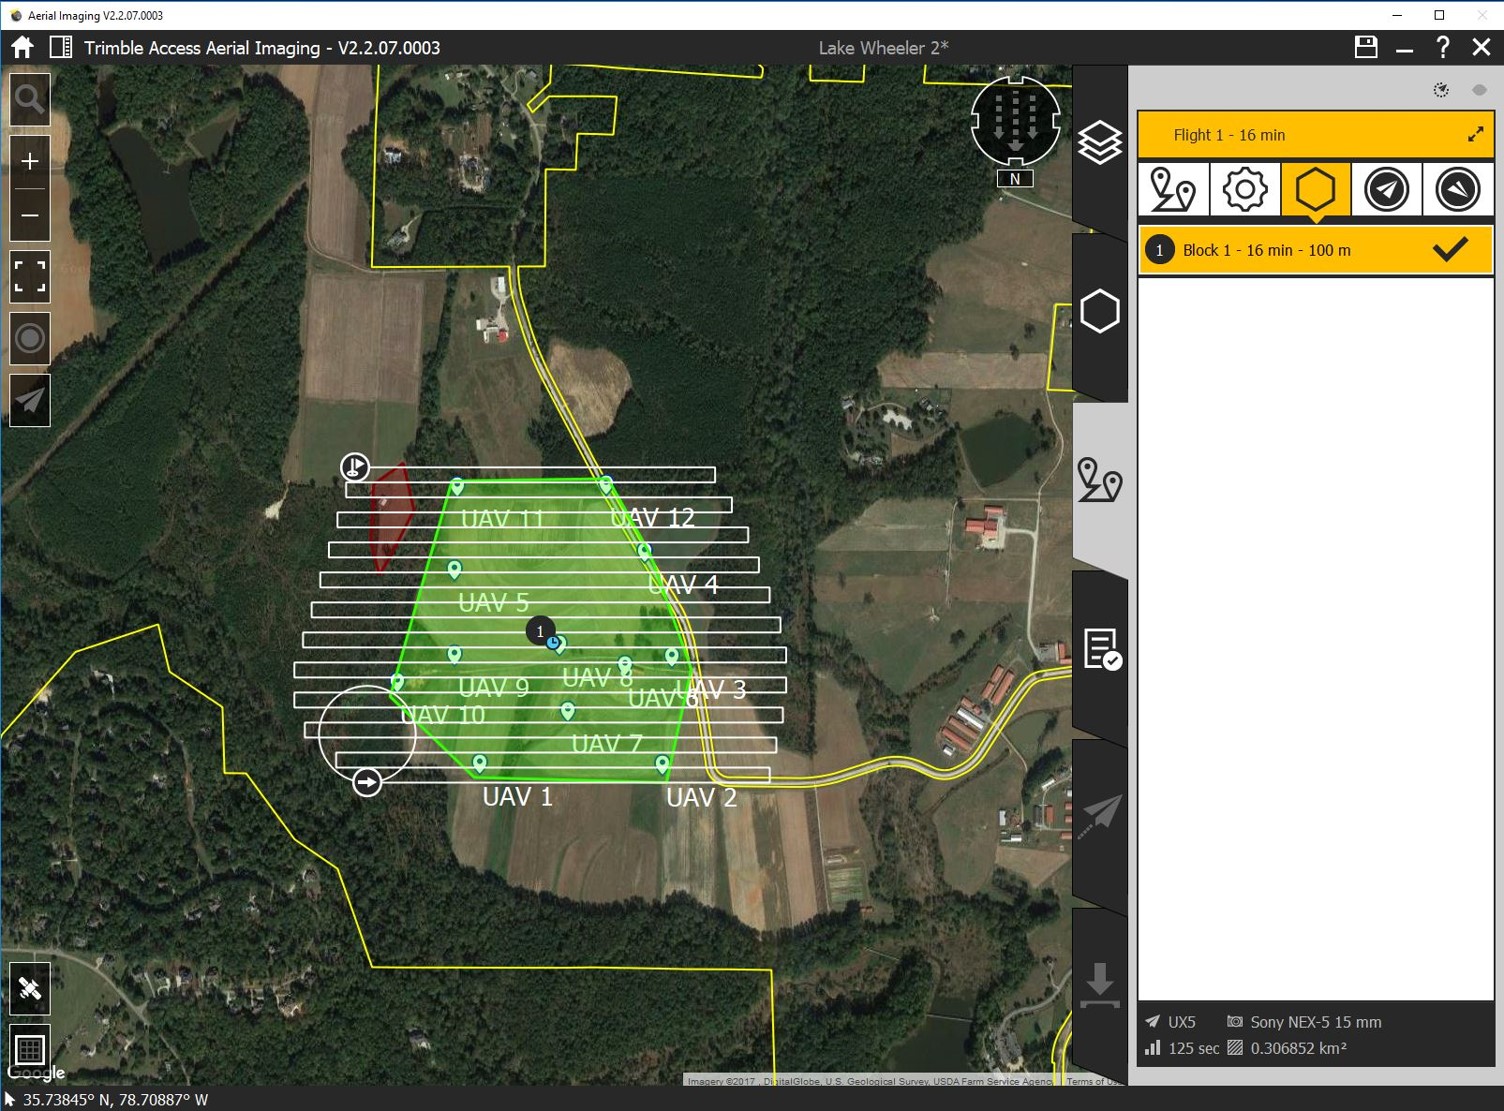 Aerial Imaging V2.2.07.0003
Trimble Access Aerial Imaging - V2.2.07.0003
Lake Wheeler 2*
?
N
Flight 1 - 16 min
1 Block 1 - 16 min - 100 m
UAV 11
UAV 12
UAV 4
UAV 5
1
UAV 8
UAV 9
UAV 6
UAV 3
UAV 10
UAV 7
UAV 1
UAV 2
UX5
Sony NEX-5 15 mm
125 sec
0.306852 km²
Google
Imagery ©2017 , DigitalGlobe, U.S. Geological Survey, USDA Farm Service Agency
Terms of
35.73845° N, 78.70887° W